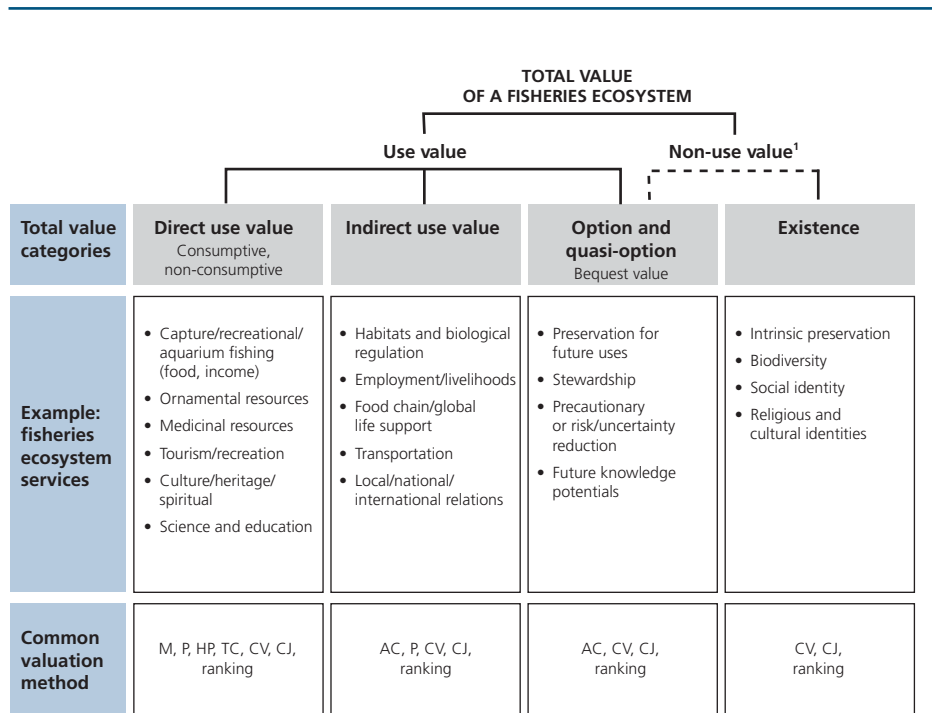 TOTAL VALUE
OF A FISHERIES ECOSYSTEM
Use value
Non-use value¹
Total value
categories
Direct use value
Consumptive,
non-consumptive
Indirect use value
Option and
quasi-option
Bequest value
Existence
Example:
fisheries
ecosystem
services
• Capture/recreational/
aquarium fishing
(food, income)
• Ornamental resources
• Medicinal resources
• Tourism/recreation
• Culture/heritage/
spiritual
• Science and education
• Habitats and biological
regulation
• Employment/livelihoods
• Food chain/global
life support
• Transportation
• Local/national/
international relations
• Preservation for
future uses
• Stewardship
• Precautionary
or risk/uncertainty
reduction
• Future knowledge
potentials
• Intrinsic preservation
• Biodiversity
• Social identity
• Religious and
cultural identities
Common
valuation
method
M, P, HP, TC, CV, CJ,
ranking
AC, P, CV, CJ,
ranking
AC, CV, CJ,
ranking
CV, CJ,
ranking